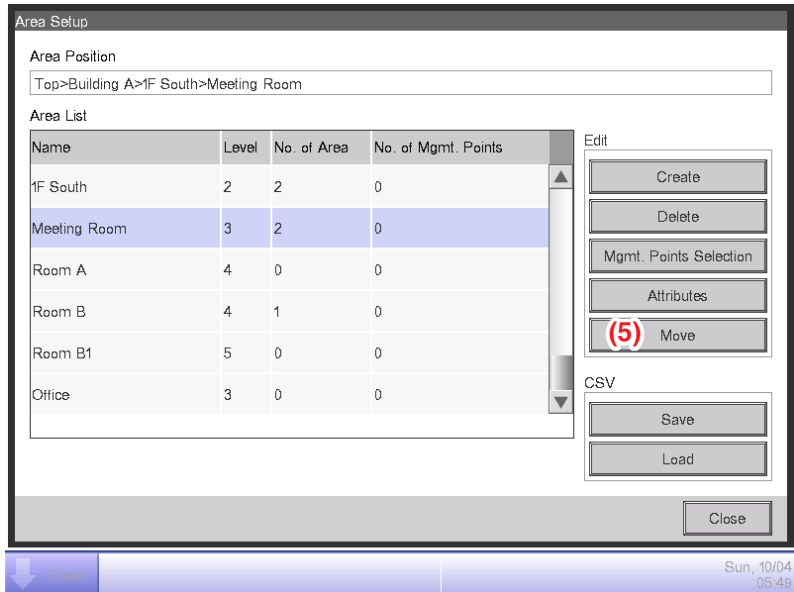 Area Setup
Area Position
Top>Building A>1F South>Meeting Room
Area List
Name Level No. of Area No. of Mgmt. Points
1F South 2 2 0
Meeting Room 3 2 0
Room A 4 0 0
Room B 4 1 0
Room B1 5 0 0
Office 3 0 0
Edit
Create
Delete
Mgmt. Points Selection
Attributes
(5) Move
CSV
Save
Load
Close
Sun, 10/04
05:49